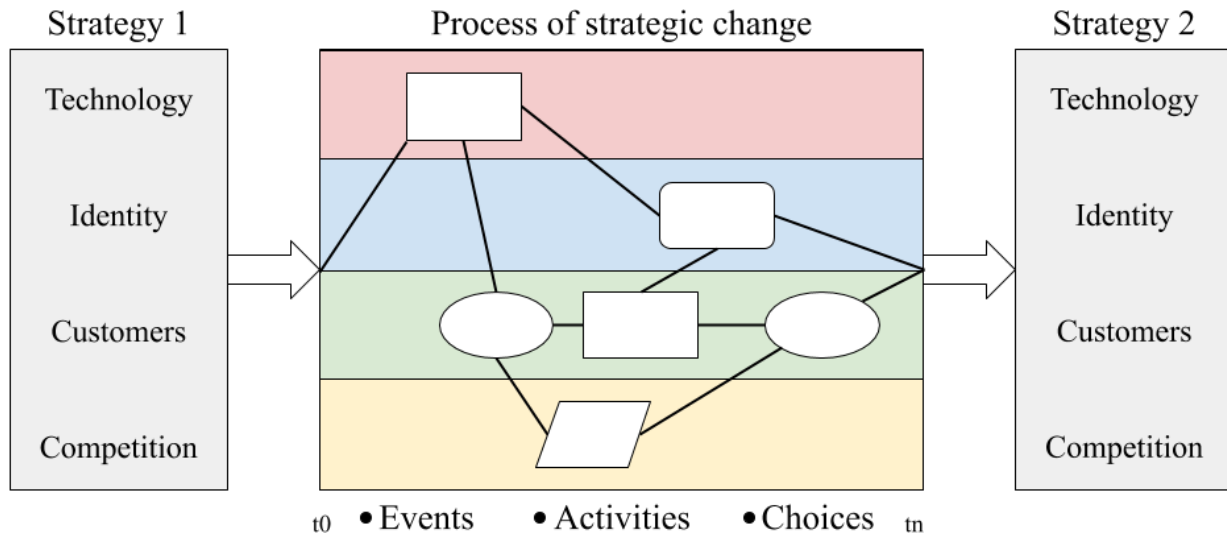 Strategy 1
Process of strategic change
Strategy 2
Technology
Identity
Customers
Competition
Technology
Identity
Customers
Competition
t0 • Events • Activities • Choices tn